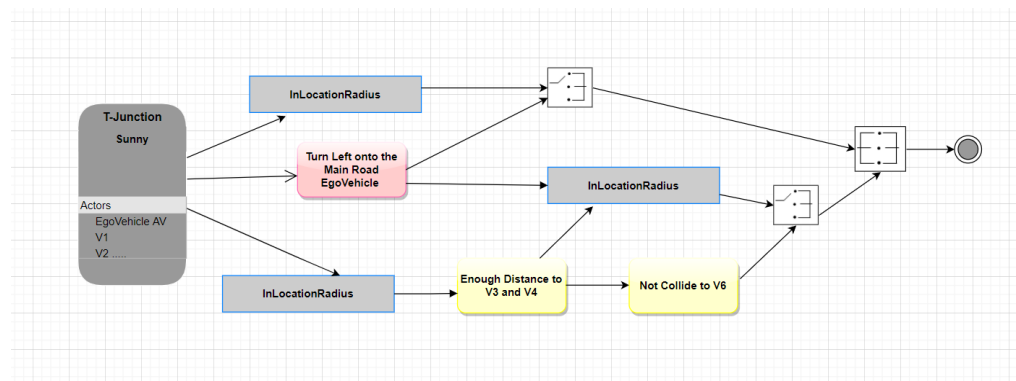 T-Junction
Sunny
Actors
EgoVehicle AV
V1
V2 .....
InLocationRadius
Turn Left onto the
Main Road
EgoVehicle
InLocationRadius
InLocationRadius
Enough Distance to
V3 and V4
Not Collide to V6